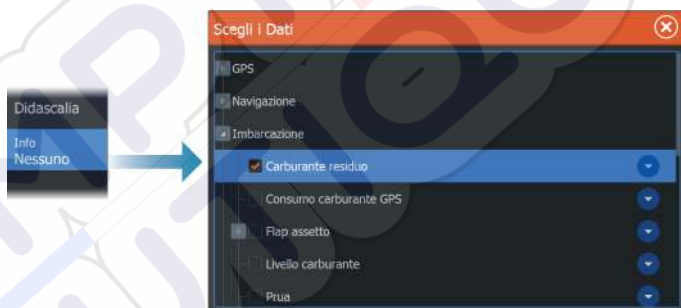 Scegli i Dati
GPS
Navigazione
Imbarcazione
Carburante residuo
Consumo carburante GPS
Flap assetto
Livello carburante
Prua
Didascalia
Info
Nessuno